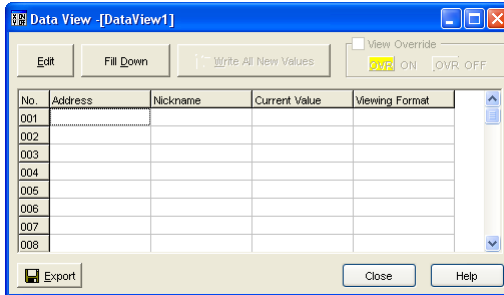 Data View -[DataView1]
View Override
Edit Fill Down Write All New Values OVR ON OVR OFF
No. Address Nickname Current Value Viewing Format
001
002
003
004
005
006
007
008
Export Close Help